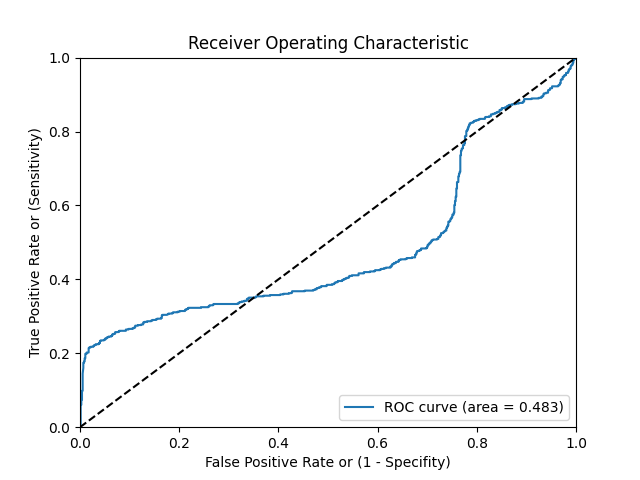 Receiver Operating Characteristic
1.0
0.8
0.6
0.4
0.2
0.0
True Positive Rate or (Sensitivity)
ROC curve (area = 0.483)
0.0 0.2 0.4 0.6 0.8 1.0
False Positive Rate or (1 - Specifity)